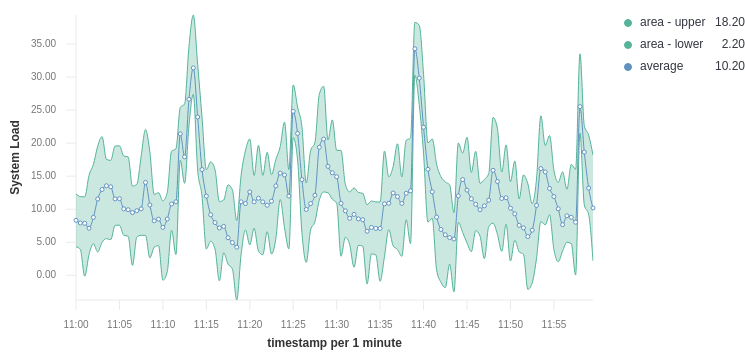 area - upper 18.20
area - lower 2.20
average 10.20
System Load
35.00
30.00
25.00
20.00
15.00
10.00
5.00
0.00
11:00 11:05 11:10 11:15 11:20 11:25 11:30 11:35 11:40 11:45 11:50 11:55
timestamp per 1 minute